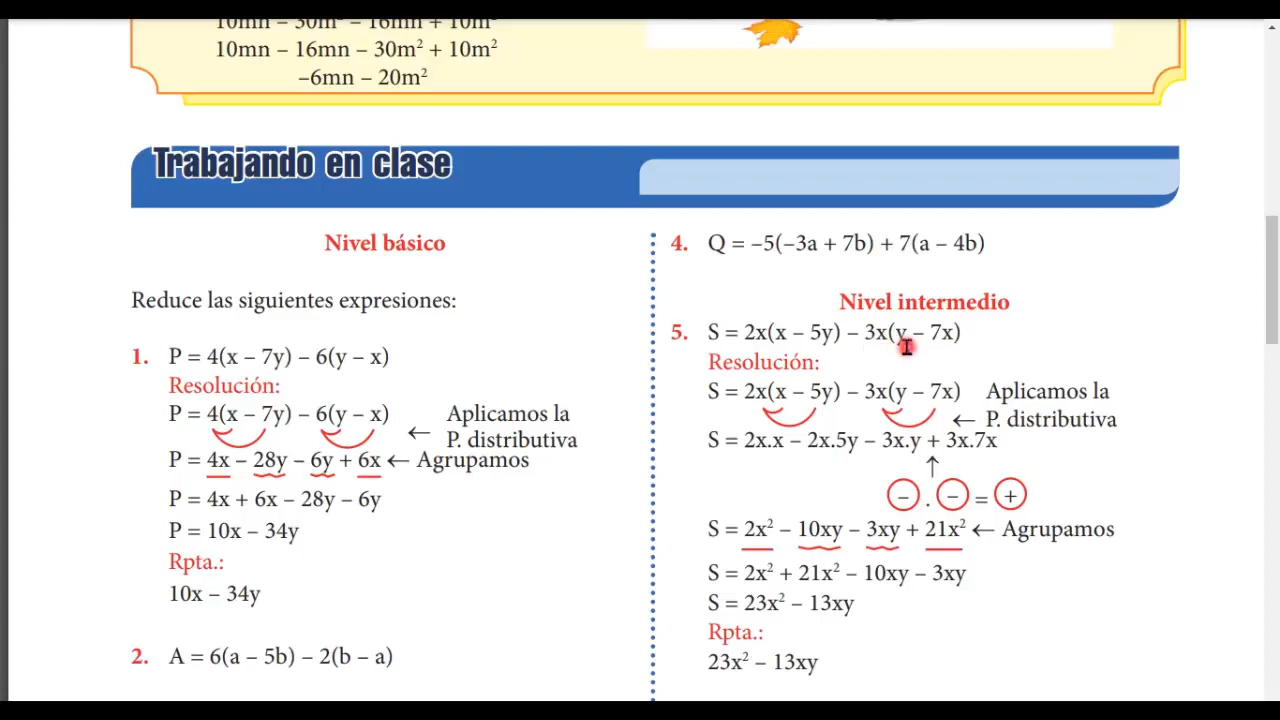 10mn – 30m² – 16mn + 10m²
10mn – 16mn – 30m² + 10m²
–6mn – 20m²
Trabajando en clase
Nivel básico
Reduce las siguientes expresiones:
1. P = 4(x – 7y) – 6(y – x)
Resolución:
P = 4(x – 7y) – 6(y – x) Aplicamos la
← P. distributiva
P = 4x – 28y – 6y + 6x ← Agrupamos
P = 4x + 6x – 28y – 6y
P = 10x – 34y
Rpta.:
10x – 34y
2. A = 6(a – 5b) – 2(b – a)
4. Q = –5(–3a + 7b) + 7(a – 4b)
Nivel intermedio
5. S = 2x(x – 5y) – 3x(y – 7x)
Resolución:
S = 2x(x – 5y) – 3x(y – 7x) Aplicamos la
← P. distributiva
S = 2x.x – 2x.5y – 3x.y + 3x.7x
↑
– . – = +
S = 2x² – 10xy – 3xy + 21x² ← Agrupamos
S = 2x² + 21x² – 10xy – 3xy
S = 23x² – 13xy
Rpta.:
23x² – 13xy